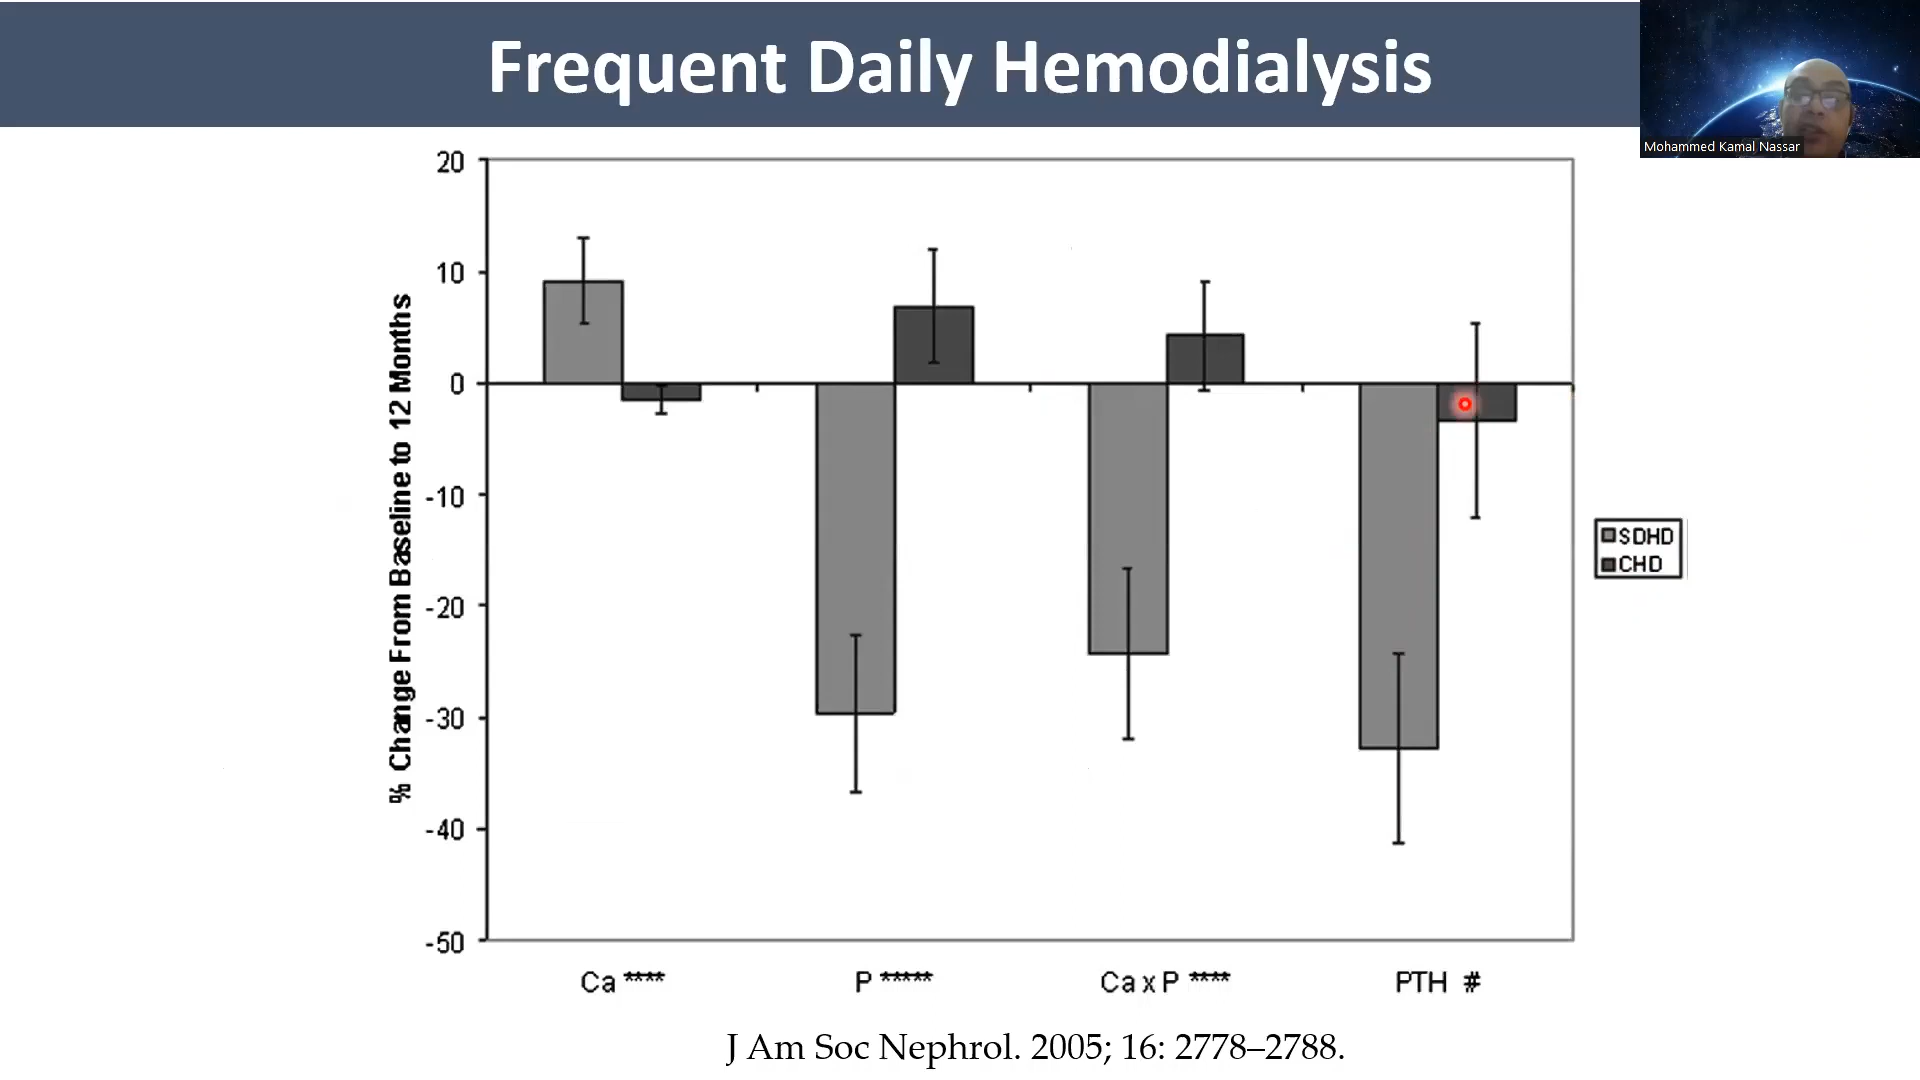 Frequent Daily Hemodialysis
Mohammed Kamal Nassar
% Change From Baseline to 12 Months
20
10
0
-10
-20
-30
-40
-50
SDHD
CHD
Ca ****
P *****
Ca x P ****
PTH #
J Am Soc Nephrol. 2005; 16: 2778–2788.